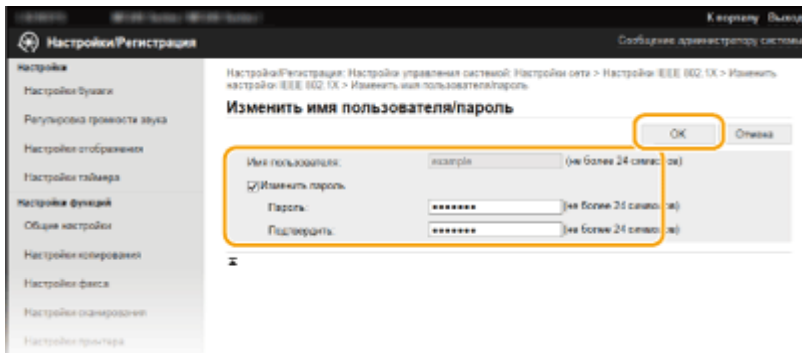 К порталу Выход
Настройки/Регистрация
Сообщение администратору системы
Настройки
Настройки бумаги
Регулировка громкости звука
Настройки отображения
Настройки таймера
Настройки функций
Общие настройки
Настройки копирования
Настройки факса
Настройки сканирования
Настройки принтера
Настройки/Регистрация: Настройки управления системой: Настройки сети > Настройки IEEE 802.1X > Изменить
настройки IEEE 802.1X > Изменить имя пользователя/пароль
Изменить имя пользователя/пароль
OK Отмена
Имя пользователя: example (не более 24 символов)
Изменить пароль
Пароль: ••••••• (не более 24 символов)
Подтвердить: ••••••• (не более 24 символов)